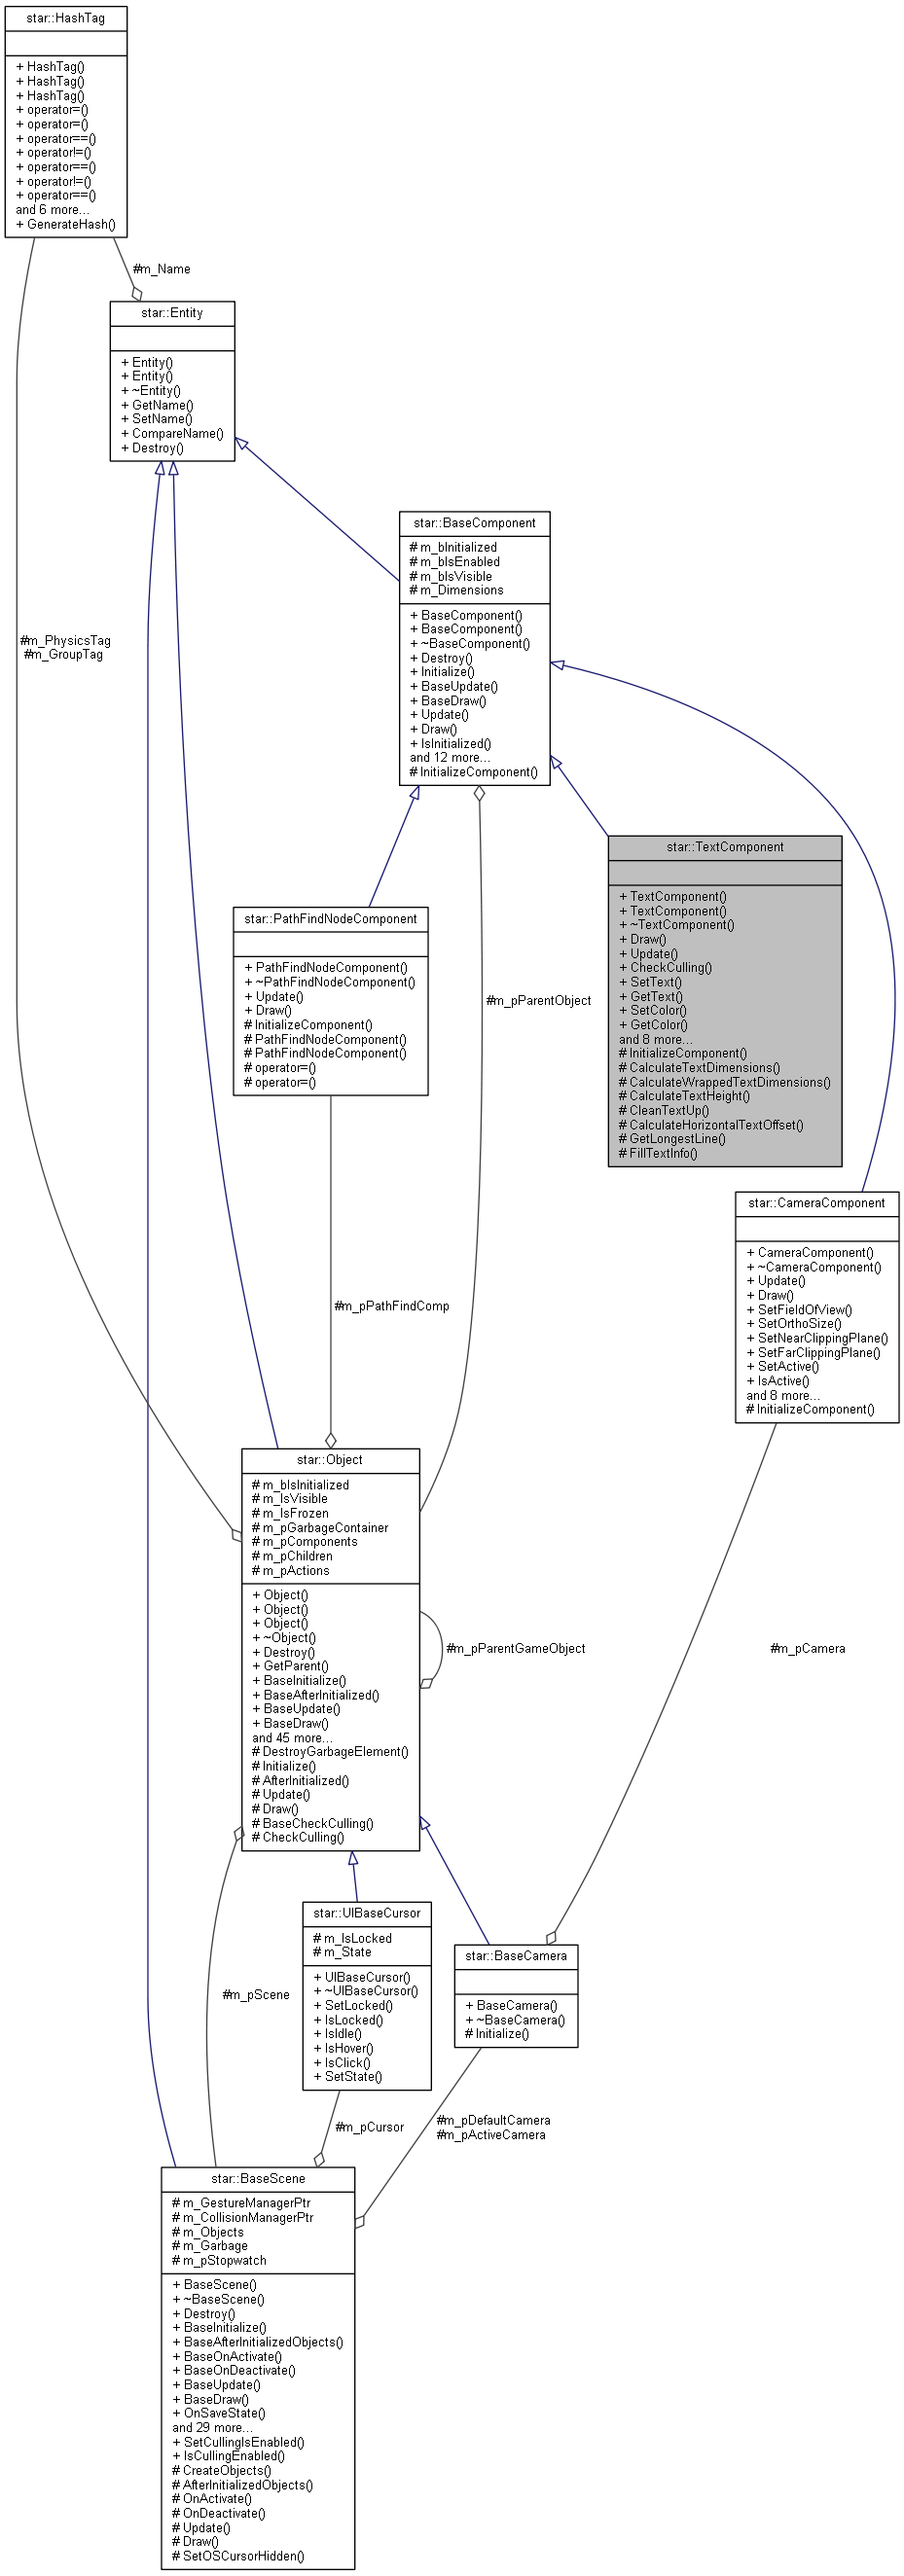 star::HashTag
+ HashTag()
+ HashTag()
+ HashTag()
+ operator=()
+ operator=()
+ operator==()
+ operator!=()
+ operator==()
+ operator!=()
+ operator==()
and 6 more...
+ GenerateHash()
#m_Name
star::Entity
+ Entity()
+ Entity()
+ ~Entity()
+ GetName()
+ SetName()
+ CompareName()
+ Destroy()
star::BaseComponent
# m_bInitialized
# m_bIsEnabled
# m_bIsVisible
# m_Dimensions
+ BaseComponent()
+ BaseComponent()
+ ~BaseComponent()
+ Destroy()
+ Initialize()
+ BaseUpdate()
+ BaseDraw()
+ Update()
+ Draw()
+ IsInitialized()
and 12 more...
# InitializeComponent()
#m_PhysicsTag
#m_GroupTag
star::TextComponent
+ TextComponent()
+ TextComponent()
+ ~TextComponent()
+ Draw()
+ Update()
+ CheckCulling()
+ SetText()
+ GetText()
+ SetColor()
+ GetColor()
and 8 more...
# InitializeComponent()
# CalculateTextDimensions()
# CalculateWrappedTextDimensions()
# CalculateTextHeight()
# CleanTextUp()
# CalculateHorizontalTextOffset()
# GetLongestLine()
# FillTextInfo()
star::PathFindNodeComponent
+ PathFindNodeComponent()
+ ~PathFindNodeComponent()
+ Update()
+ Draw()
# InitializeComponent()
# PathFindNodeComponent()
# PathFindNodeComponent()
# operator=()
# operator=()
#m_pParentObject
star::CameraComponent
+ CameraComponent()
+ ~CameraComponent()
+ Update()
+ Draw()
+ SetFieldOfView()
+ SetOrthoSize()
+ SetNearClippingPlane()
+ SetFarClippingPlane()
+ SetActive()
+ IsActive()
and 8 more...
# InitializeComponent()
#m_pPathFindComp
star::Object
# m_bIsInitialized
# m_IsVisible
# m_IsFrozen
# m_pGarbageContainer
# m_pComponents
# m_pChildren
# m_pActions
+ Object()
+ Object()
+ Object()
+ ~Object()
+ Destroy()
+ GetParent()
+ BaseInitialize()
+ BaseAfterInitialized()
+ BaseUpdate()
+ BaseDraw()
and 45 more...
# DestroyGarbageElement()
# Initialize()
# AfterInitialized()
# Update()
# Draw()
# BaseCheckCulling()
# CheckCulling()
#m_pParentGameObject
#m_pCamera
star::UIBaseCursor
# m_IsLocked
# m_State
+ UIBaseCursor()
+ ~UIBaseCursor()
+ SetLocked()
+ IsLocked()
+ IsIdle()
+ IsHover()
+ IsClick()
+ SetState()
star::BaseCamera
+ BaseCamera()
+ ~BaseCamera()
# Initialize()
#m_pScene
#m_pCursor
#m_pDefaultCamera
#m_pActiveCamera
star::BaseScene
# m_GestureManagerPtr
# m_CollisionManagerPtr
# m_Objects
# m_Garbage
# m_pStopwatch
+ BaseScene()
+ ~BaseScene()
+ Destroy()
+ BaseInitialize()
+ BaseAfterInitializedObjects()
+ BaseOnActivate()
+ BaseOnDeactivate()
+ BaseUpdate()
+ BaseDraw()
+ OnSaveState()
and 29 more...
+ SetCullingIsEnabled()
+ IsCullingEnabled()
# CreateObjects()
# AfterInitializedObjects()
# OnActivate()
# OnDeactivate()
# Update()
# Draw()
# SetOSCursorHidden()